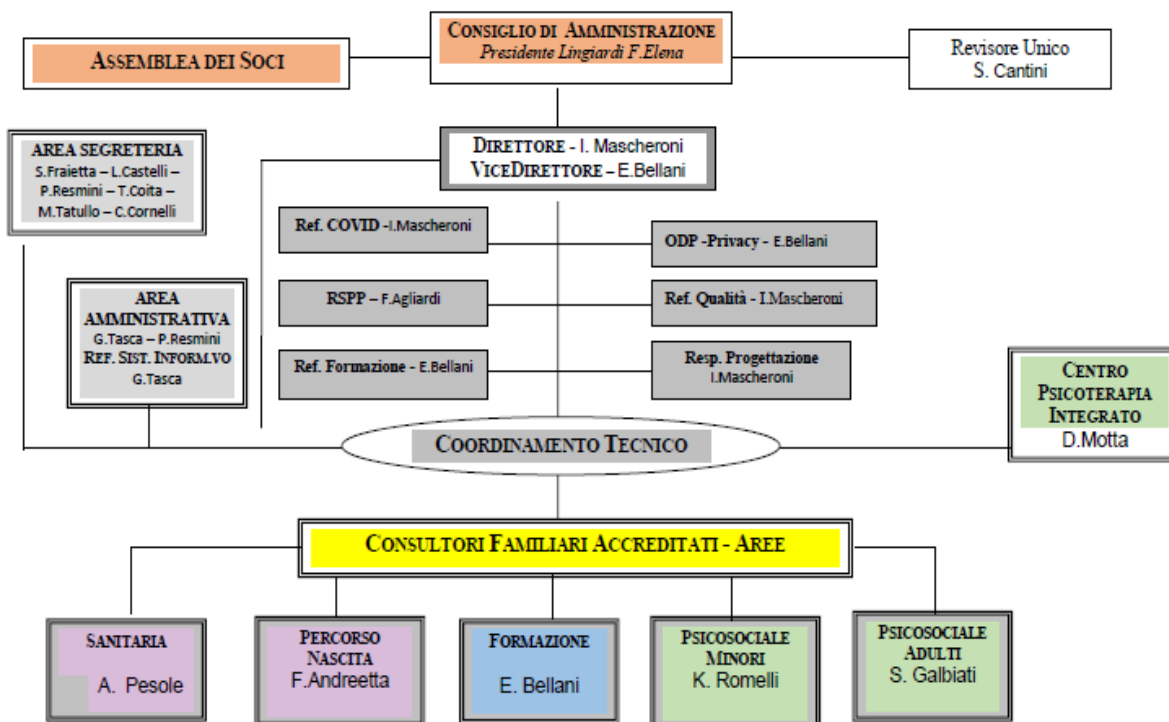 CONSIGLIO DI AMMINISTRAZIONE
Presidente Lingiardi F.Elena
ASSEMBLEA DEI SOCI
Revisore Unico
S. Cantini
DIRETTORE - I. Mascheroni
VICEDIRETTORE – E.Bellani
AREA SEGRETERIA
S.Fraietta – L.Castelli –
P.Resmini – T.Coita –
M.Tatullo – C.Cornelli
Ref. COVID -I.Mascheroni
ODP -Privacy - E.Bellani
RSPP – F.Agliardi
Ref. Qualità - I.Mascheroni
Ref. Formazione - E.Bellani
Resp. Progettazione
I.Mascheroni
AREA
AMMINISTRATIVA
G.Tasca – P.Resmini
REF. SIST. INFORM.VO
G.Tasca
CENTRO
PSICOTERAPIA
INTEGRATO
D.Motta
COORDINAMENTO TECNICO
CONSULTORI FAMILIARI ACCREDITATI - AREE
SANITARIA
A. Pesole
PERCORSO
NASCITA
F.Andreetta
FORMAZIONE
E. Bellani
PSICOSOCIALE
MINORI
K. Romelli
PSICOSOCIALE
ADULTI
S. Galbiati